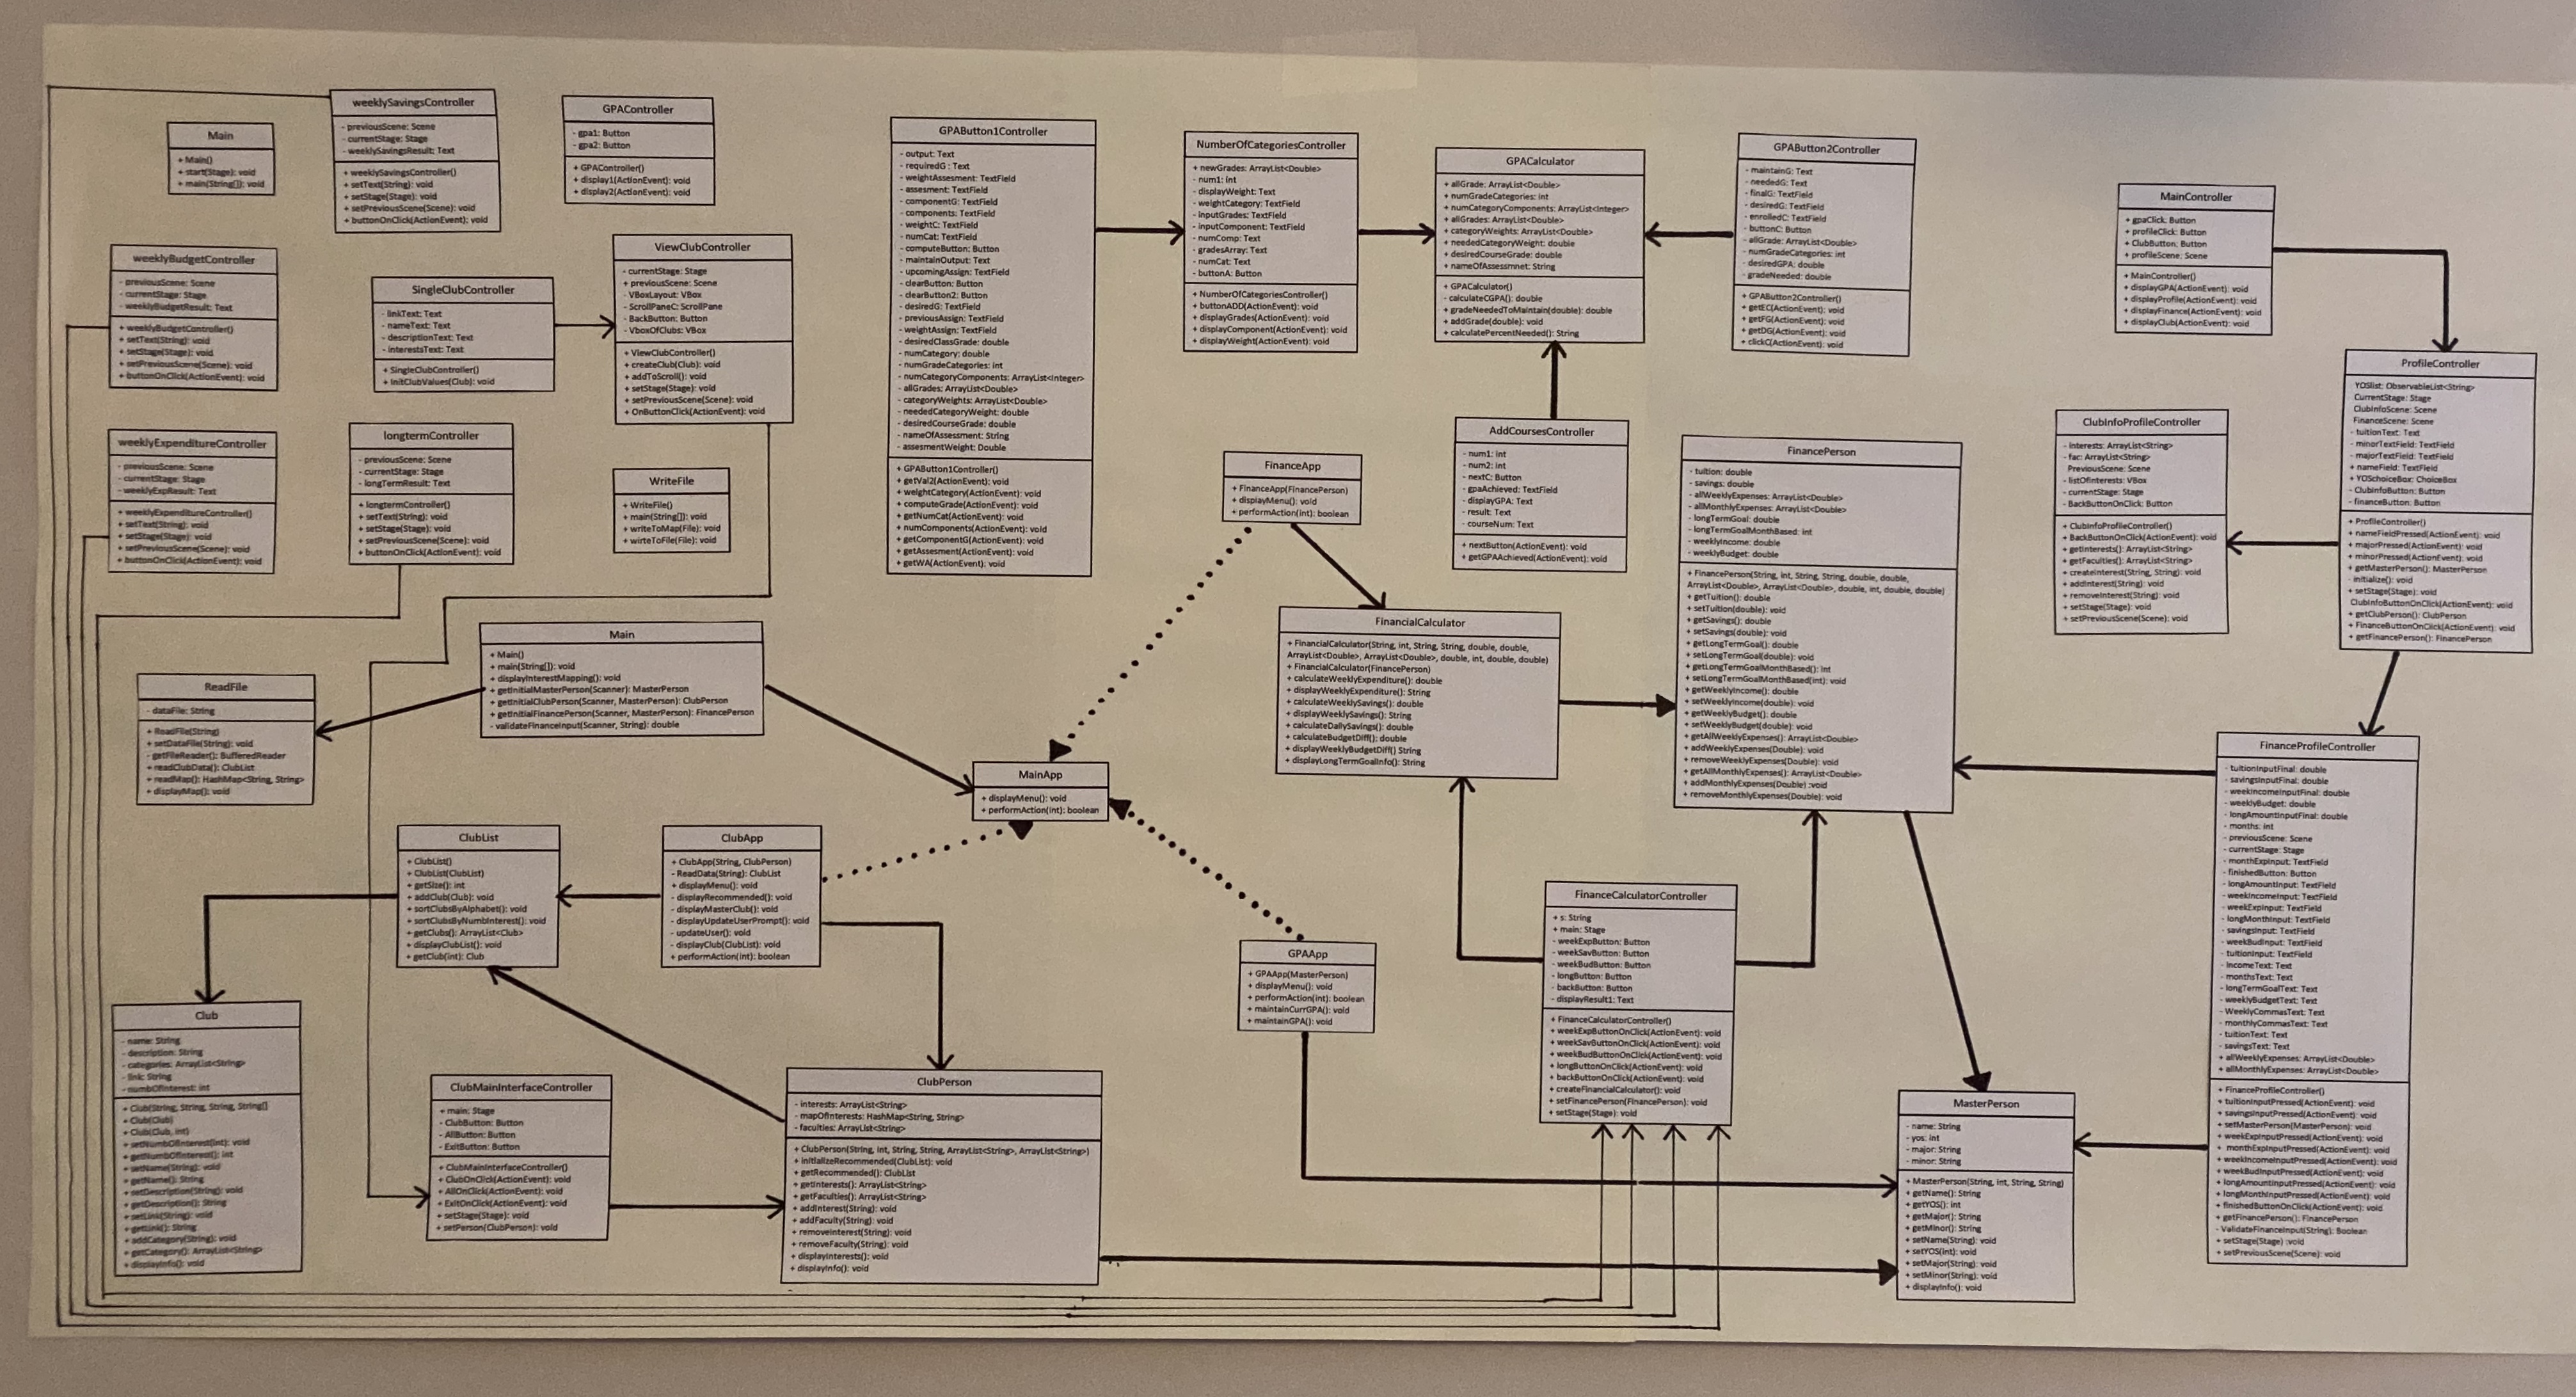 weeklySavingsController
- previousScene: Scene
- currentStage: Stage
- weeklySavingsResult: Text
+ weeklySavingsController()
+ setText(String): void
+ setStage(Stage): void
+ setPreviousScene(Scene): void
+ buttonOnClick(ActionEvent): void
GPAController
- gpa1: Button
- gpa2: Button
+ GPAController()
+ display1(ActionEvent): void
+ display2(ActionEvent): void
Main
+ Main()
+ start(Stage): void
+ main(String[]): void
GPAButton1Controller
- output: Text
- requiredG : Text
- weightAssesment: TextField
- assesment: TextField
- componentG: TextField
- components: TextField
- weightC: TextField
- numCat: TextField
- computeButton: Button
- maintainOutput: Text
- upcomingAssign: TextField
- clearButton: Button
- clearButton2: Button
- desiredG: TextField
- previousAssign: TextField
- weightAssign: TextField
- desiredClassGrade: double
- numCategory: double
- numGradeCategories: int
- numCategoryComponents: ArrayList<Integer>
- allGrades: ArrayList<Double>
- categoryWeights: ArrayList<Double>
- neededCategoryWeight: double
- desiredCourseGrade: double
- nameOfAssessment: String
- assesmentWeight: Double
+ GPAButton1Controller()
+ getVal2(ActionEvent): void
+ weightCategory(ActionEvent): void
+ computeGrade(ActionEvent): void
+ getNumCat(ActionEvent): void
+ numComponents(ActionEvent): void
+ getComponentG(ActionEvent): void
+ getAssesment(ActionEvent): void
+ getWA(ActionEvent): void
NumberOfCategoriesController
+ newGrades: ArrayList<Double>
- num1: int
- displayWeight: Text
- weightCategory: TextField
- inputGrades: TextField
- inputComponent: TextField
- numComp: Text
- gradesArray: Text
- numCat: Text
- buttonA: Button
+ NumberOfCategoriesController()
+ buttonADD(ActionEvent): void
+ displayGrades(ActionEvent): void
+ displayComponent(ActionEvent): void
+ displayWeight(ActionEvent): void
GPACalculator
+ allGrade: ArrayList<Double>
+ numGradeCategories: int
+ numCategoryComponents: ArrayList<Integer>
+ allGrades: ArrayList<Double>
+ categoryWeights: ArrayList<Double>
+ neededCategoryWeight: double
+ desiredCourseGrade: double
+ nameOfAssessmnet: String
+ GPACalculator()
- calculateCGPA(): double
+ gradeNeededToMaintain(double): double
+ addGrade(double): void
+ calculatePercentNeeded(): String
GPAButton2Controller
- maintainG: Text
- neededG: Text
- finalG: TextField
- desiredG: TextField
- enrolledC: TextField
- buttonC: Button
- allGrade: ArrayList<Double>
- numGradeCategories: int
- desiredGPA: double
- gradeNeeded: double
+ GPAButton2Controller()
+ getEC(ActionEvent): void
+ getFG(ActionEvent): void
+ getDG(ActionEvent): void
+ clickC(ActionEvent): void
MainController
+ gpaClick: Button
+ profileClick: Button
+ ClubButton: Button
+ profileScene: Scene
+ MainController()
+ displayGPA(ActionEvent): void
+ displayProfile(ActionEvent): void
+ displayFinance(ActionEvent): void
+ displayClub(ActionEvent): void
weeklyBudgetController
- previousScene: Scene
- currentStage: Stage
- weeklyBudgetResult: Text
+ weeklyBudgetController()
+ setText(String): void
+ setStage(Stage): void
+ setPreviousScene(Scene): void
+ buttonOnClick(ActionEvent): void
SingleClubController
- linkText: Text
- nameText: Text
- descriptionText: Text
- interestsText: Text
+ SingleClubController()
+ initClubValues(Club): void
ViewClubController
- currentStage: Stage
+ previousScene: Scene
- VBoxLayout: VBox
- ScrollPaneC: ScrollPane
- BackButton: Button
- VboxOfClubs: VBox
+ ViewClubController()
+ createClub(Club): void
+ addToScroll(): void
+ setStage(Stage): void
+ setPreviousScene(Scene): void
+ OnButtonClick(ActionEvent): void
weeklyExpenditureController
- previousScene: Scene
- currentStage: Stage
- weeklyExpResult: Text
+ weeklyExpenditureController()
+ setText(String): void
+ setStage(Stage): void
+ setPreviousScene(Scene): void
+ buttonOnClick(ActionEvent): void
longtermController
- previousScene: Scene
- currentStage: Stage
- longTermResult: Text
+ longtermController()
+ setText(String): void
+ setStage(Stage): void
+ setPreviousScene(Scene): void
+ buttonOnClick(ActionEvent): void
WriteFile
+ WriteFile()
+ main(String[]): void
+ writeToMap(File): void
+ wirteToFile(File): void
FinanceApp
+ FinanceApp(FinancePerson)
+ displayMenu(): void
+ performAction(int): boolean
AddCoursesController
- num1: int
- num2: int
- nextC: Button
- gpaAchieved: TextField
- displayGPA: Text
- result: Text
- courseNum: Text
+ nextButton(ActionEvent): void
+ getGPAAchieved(ActionEvent): void
FinancePerson
- tuition: double
- savings: double
- allWeeklyExpenses: ArrayList<Double>
- allMonthlyExpenses: ArrayList<Double>
- longTermGoal: double
- longTermGoalMonthBased: int
- weeklyIncome: double
- weeklyBudget: double
+ FinancePerson(String, int, String, String, double, double,
ArrayList<Double>, ArrayList<Double>, double, int, double, double)
+ getTuition(): double
+ setTuition(double): void
+ getSavings(): double
+ setSavings(double): void
+ getLongTermGoal(): double
+ setLongTermGoal(double): void
+ getLongTermGoalMonthBased(): int
+ setLongTermGoalMonthBased(int): void
+ getWeeklyIncome(): double
+ setWeeklyIncome(double): void
+ getWeeklyBudget(): double
+ setWeeklyBudget(double): void
+ getAllWeeklyExpenses(): ArrayList<Double>
+ addWeeklyExpenses(Double): void
+ removeWeeklyExpenses(Double): void
+ getAllMonthlyExpenses(): ArrayList<Double>
+ addMonthlyExpenses(Double) :void
+ removeMonthlyExpenses(Double): void
ClubInfoProfileController
- interests: ArrayList<String>
- fac: ArrayList<String>
PreviousScene: Scene
- listOfInterests: VBox
- currentStage: Stage
- BackButtonOnClick: Button
+ ClubInfoProfileController()
+ BackButtonOnClick(ActionEvent): void
+ getInterests(): ArrayList<String>
+ getFaculties(): ArrayList<String>
+ createInterest(String, String): void
+ addInterest(String): void
+ removeInterest(String): void
+ setStage(Stage): void
+ setPreviousScene(Scene): void
ProfileController
YOSlist: ObservableList<String>
CurrentStage: Stage
ClubInfoScene: Scene
FinanceScene: Scene
- tuitionText: Text
- minorTextField: TextField
- majorTextField: TextField
+ nameField: TextField
+ YOSchoiceBox: ChoiceBox
- ClubInfoButton: Button
- financeButton: Button
+ ProfileController()
+ nameFieldPressed(ActionEvent): void
+ majorPressed(ActionEvent): void
+ minorPressed(ActionEvent): void
+ getMasterPerson(): MasterPerson
- initialize(): void
+ setStage(Stage): void
ClubInfoButtonOnClick(ActionEvent): void
+ getClubPerson(): ClubPerson
+ FinanceButtonOnClick(ActionEvent): void
+ getFinancePerson(): FinancePerson
Main
+ Main()
+ main(String[]): void
+ displayInterestMapping(): void
+ getInitialMasterPerson(Scanner): MasterPerson
+ getInitialClubPerson(Scanner, MasterPerson): ClubPerson
+ getInitialFinancePerson(Scanner, MasterPerson): FinancePerson
- validateFinanceInput(Scanner, String): double
ReadFile
- dataFile: String
+ ReadFile(String)
+ setDataFile(String): void
- getFileReader(): BufferedReader
+ readClubData(): ClubList
+ readMap(): HashMap<String, String>
+ displayMap(): void
FinancialCalculator
+ FinancialCalculator(String, int, String, String, double, double,
ArrayList<Double>, ArrayList<Double>, double, int, double, double)
+ FinancialCalculator(FinancePerson)
+ calculateWeeklyExpenditure(): double
+ displayWeeklyExpenditure(): String
+ calculateWeeklySavings(): double
+ displayWeeklySavings(): String
+ calculateDailySavings(): double
+ calculateBudgetDiff(): double
+ displayWeeklyBudgetDiff() String
+ displayLongTermGoalInfo(): String
MainApp
+ displayMenu(): void
+ performAction(int): boolean
FinanceProfileController
- tuitionInputFinal: double
- savingsInputFinal: double
- weekIncomeInputFinal: double
- weeklyBudget: double
- longAmountInputFinal: double
- months: int
- previousScene: Scene
- currentStage: Stage
- monthExpInput: TextField
- finishedButton: Button
- longAmountInput: TextField
- weekIncomeInput: TextField
- weekExpInput: TextField
- longMonthInput: TextField
- savingsInput: TextField
- weekBudInput: TextField
- tuitionInput: TextField
- IncomeText: Text
- monthsText: Text
- longTermGoalText: Text
- weeklyBudgetText: Text
- WeeklyCommasText: Text
- monthlyCommasText: Text
- tuitionText: Text
- savingsText: Text
+ allWeeklyExpenses: ArrayList<Double>
+ allMonthlyExpenses: ArrayList<Double>
+ FinanceProfileController()
+ tuitionInputPressed(ActionEvent): void
+ savingsInputPressed(ActionEvent): void
+ setMasterPerson(MasterPerson): void
+ weekExpInputPressed(ActionEvent): void
+ monthExpInputPressed(ActionEvent): void
+ weekIncomeInputPressed(ActionEvent): void
+ weekBudInputPressed(ActionEvent): void
+ longAmountInputPressed(ActionEvent): void
+ longMonthInputPressed(ActionEvent): void
+ finishedButtonOnClick(ActionEvent): void
+ getFinancePerson(): FinancePerson
- ValidateFinanceInput(String): Boolean
+ setStage(Stage) :void
+ setPreviousScene(Scene): void
ClubList
+ ClubList()
+ ClubList(ClubList)
+ getSize(): int
+ addClub(Club): void
+ sortClubsByAlphabet(): void
+ sortClubsByNumbInterest(): void
+ getClubs(): ArrayList<Club>
+ displayClubList(): void
+ getClub(int): Club
ClubApp
+ ClubApp(String, ClubPerson)
- ReadData(String): ClubList
+ displayMenu(): void
- displayRecommended(): void
- displayMasterClub(): void
- displayUpdateUserPrompt(): void
- updateUser(): void
- displayClub(ClubList): void
+ performAction(int): boolean
FinanceCalculatorController
+ s: String
+ main: Stage
- weekExpButton: Button
- weekSavButton: Button
- weekBudButton: Button
- longButton: Button
- backButton: Button
- displayResult1: Text
+ FinanceCalculatorController()
+ weekExpButtonOnClick(ActionEvent): void
+ weekSavButtonOnClick(ActionEvent): void
+ weekBudButtonOnClick(ActionEvent): void
+ longButtonOnClick(ActionEvent): void
+ backButtonOnClick(ActionEvent): void
+ createFinancialCalculator(): void
+ setFinancePerson(FinancePerson): void
+ setStage(Stage): void
GPAApp
+ GPAApp(MasterPerson)
+ displayMenu(): void
+ performAction(int): boolean
+ maintainCurrGPA(): void
+ maintainGPA(): void
Club
- name: String
- description: String
- categories: ArrayList<String>
- link: String
- numbOfInterest: int
+ Club(String, String, String, String[]
+ Club(Club)
+ Club(Club, int)
+ setNumbOfInterest(int): void
+ getNumbOfInterest(): int
+ setName(String): void
+ getName(): String
+ setDescription(String): void
+ getDescription(): String
+ setLink(String): void
+ getLink(): String
+ addCategory(String): void
+ getCategory(): ArrayList<String>
+ displayInfo(): void
ClubMainInterfaceController
+ main: Stage
- ClubButton: Button
- AllButton: Button
- ExitButton: Button
+ ClubMainInterfaceController()
+ ClubOnClick(ActionEvent): void
+ AllOnClick(ActionEvent): void
+ ExitOnClick(ActionEvent): void
+ setStage(Stage): void
+ setPerson(ClubPerson): void
ClubPerson
- interests: ArrayList<String>
- mapOfInterests: HashMap<String, String>
- faculties: ArrayList<String>
+ ClubPerson(String, int, String, String, ArrayList<String>, ArrayList<String>)
+ initializeRecommended(ClubList): void
+ getRecommended(): ClubList
+ getInterests(): ArrayList<String>
+ getFaculties(): ArrayList<String>
+ addInterest(String): void
+ addFaculty(String): void
+ removeInterest(String): void
+ removeFaculty(String): void
+ displayInterests(): void
+ displayInfo(): void
MasterPerson
- name: String
- yos: int
- major: String
- minor: String
+ MasterPerson(String, int, String, String)
+ getName(): String
+ getYOS(): int
+ getMajor(): String
+ getMinor(): String
+ setName(String): void
+ setYOS(int): void
+ setMajor(String): void
+ setMinor(String): void
+ displayInfo(): void